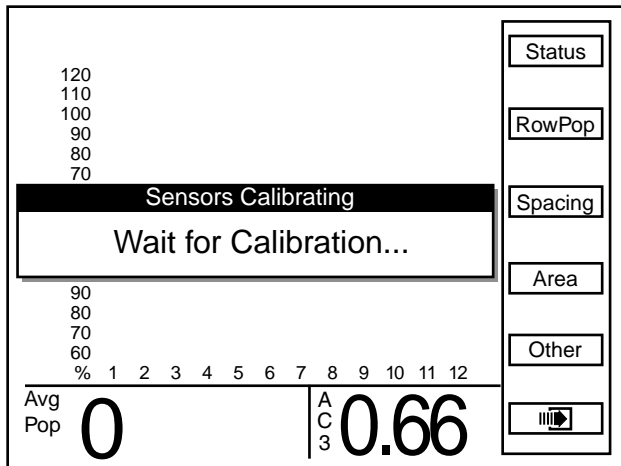 120
110
100
90
80
70
Sensors Calibrating
Wait for Calibration...
90
80
70
60
% 1 2 3 4 5 6 7 8 9 10 11 12
Avg
Pop
0
A
C
3
0.66
Status
RowPop
Spacing
Area
Other